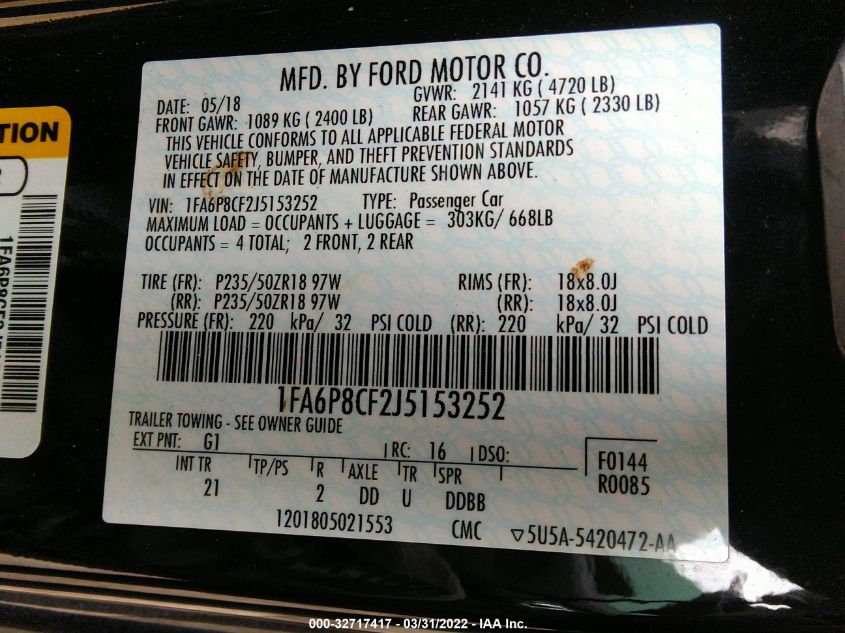 MFD. BY FORD MOTOR CO.
DATE: 05/18 GVWR: 2141 KG ( 4720 LB)
FRONT GAWR: 1089 KG ( 2400 LB) REAR GAWR: 1057 KG ( 2330 LB)
THIS VEHICLE CONFORMS TO ALL APPLICABLE FEDERAL MOTOR
VEHICLE SAFETY, BUMPER, AND THEFT PREVENTION STANDARDS
IN EFFECT ON THE DATE OF MANUFACTURE SHOWN ABOVE.
VIN: 1FA6P8CF2J5153252 TYPE: Passenger Car
MAXIMUM LOAD = OCCUPANTS + LUGGAGE = 303KG/ 668LB
OCCUPANTS = 4 TOTAL; 2 FRONT, 2 REAR
TIRE (FR): P235/50ZR18 97W RIMS (FR): 18x8.0J
(RR): P235/50ZR18 97W (RR): 18x8.0J
PRESSURE (FR): 220 kPa/ 32 PSI COLD (RR): 220 kPa/ 32 PSI COLD
1FA6P8CF2J5153252
TRAILER TOWING - SEE OWNER GUIDE
EXT PNT: G1 RC: 16 DSO: F0144
INT TR TP/PS R AXLE TR SPR R0085
21 2 DD U DDBB
1201805021553 CMC ▽5U5A-5420472-AA
000-32717417 - 03/31/2022 - IAA Inc.